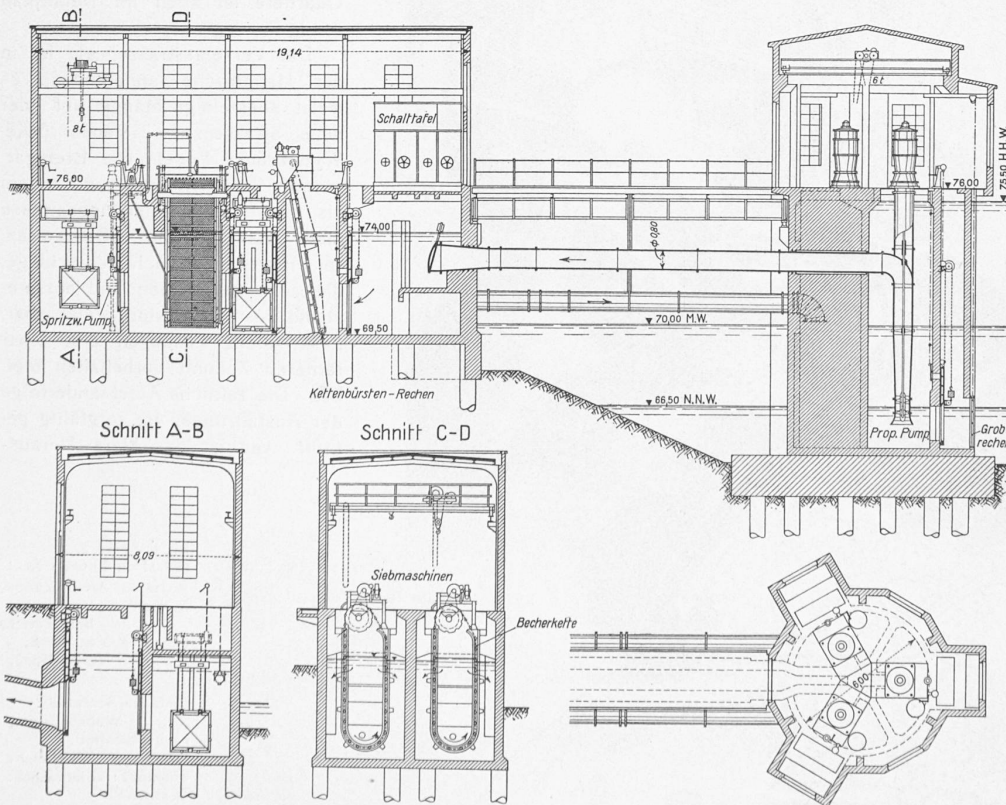 B
D
19,14
8t
6t
Schalttafel
76,00
76,00
75,50 H.H.W.
74,00
ϕ 0,80
Spritzw. Pump.
69,50
70,00 M.W.
A
C
Kettenbürsten-Rechen
66,50 N.N.W.
Prop. Pump.
Grob
rechen
Schnitt A-B
Schnitt C-D
8,09
Siebmaschinen
Becherkette
6,00